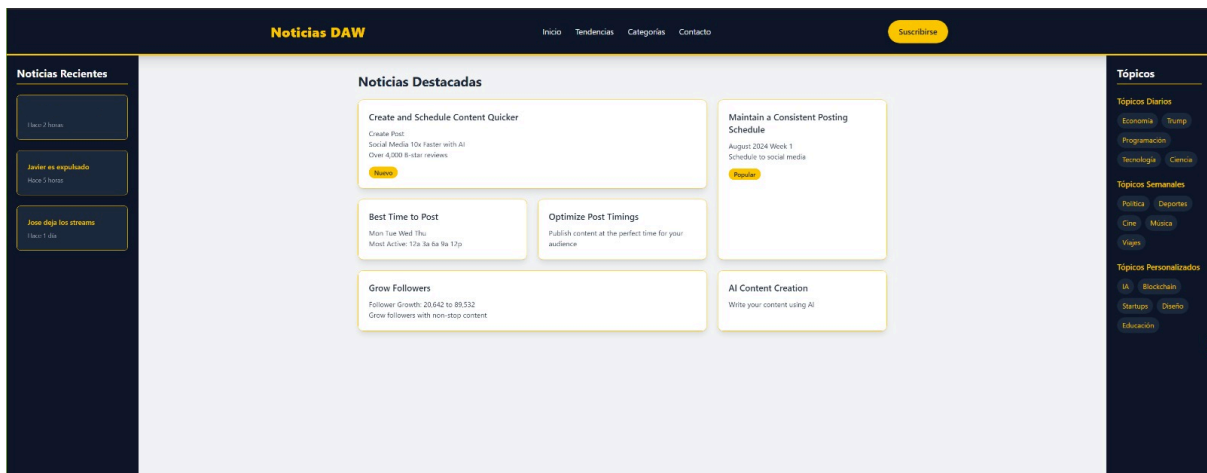 Noticias DAW
Inicio Tendencias Categorías Contacto
Suscribirse
Noticias Recientes
Hace 2 horas
Javier es expulsado
Hace 5 horas
Jose deja los streams
Hace 1 día
Noticias Destacadas
Create and Schedule Content Quicker
Create Post
Social Media 10x Faster with AI
Over 4,000 8-star reviews
Nuevo
Maintain a Consistent Posting
Schedule
August 2024 Week 1
Schedule to social media
Popular
Best Time to Post
Mon Tue Wed Thu
Most Active: 12a 3a 6a 9a 12p
Optimize Post Timings
Publish content at the perfect time for your
audience
Grow Followers
Follower Growth: 20,642 to 89,532
Grow followers with non-stop content
AI Content Creation
Write your content using AI
Tópicos
Tópicos Diarios
Economía Trump
Programación
Tecnología Ciencia
Tópicos Semanales
Política Deportes
Cine Música
Viajes
Tópicos Personalizados
IA Blockchain
Startups Diseño
Educación